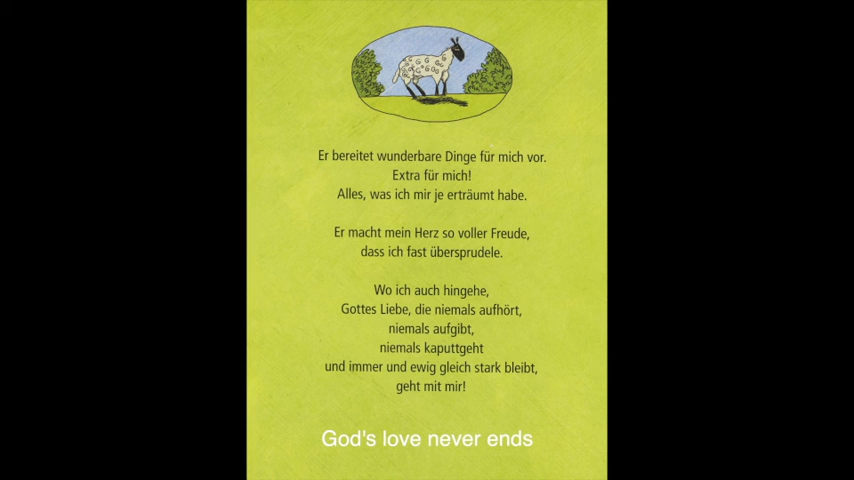 Er bereitet wunderbare Dinge für mich vor.
Extra für mich!
Alles, was ich mir je erträumt habe.
Er macht mein Herz so voller Freude,
dass ich fast übersprudele.
Wo ich auch hingehe,
Gottes Liebe, die niemals aufhört,
niemals aufgibt,
niemals kaputtgeht
und immer und ewig gleich stark bleibt,
geht mit mir!
God's love never ends